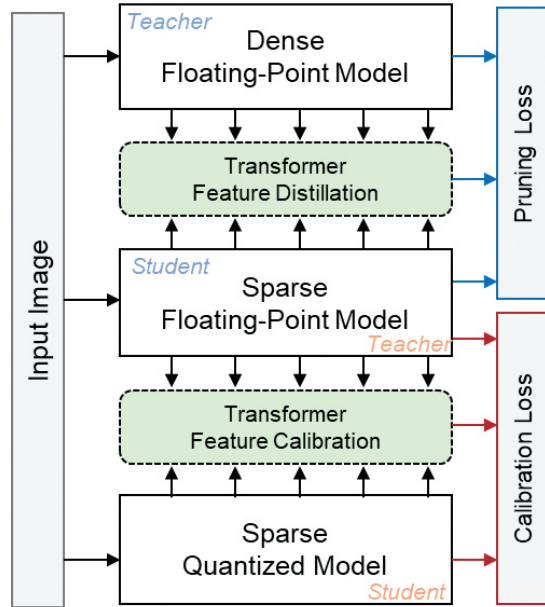 Input Image
Teacher
Dense
Floating-Point Model
Transformer
Feature Distillation
Student
Sparse
Floating-Point Model
Teacher
Transformer
Feature Calibration
Sparse
Quantized Model
Student
Pruning Loss
Calibration Loss